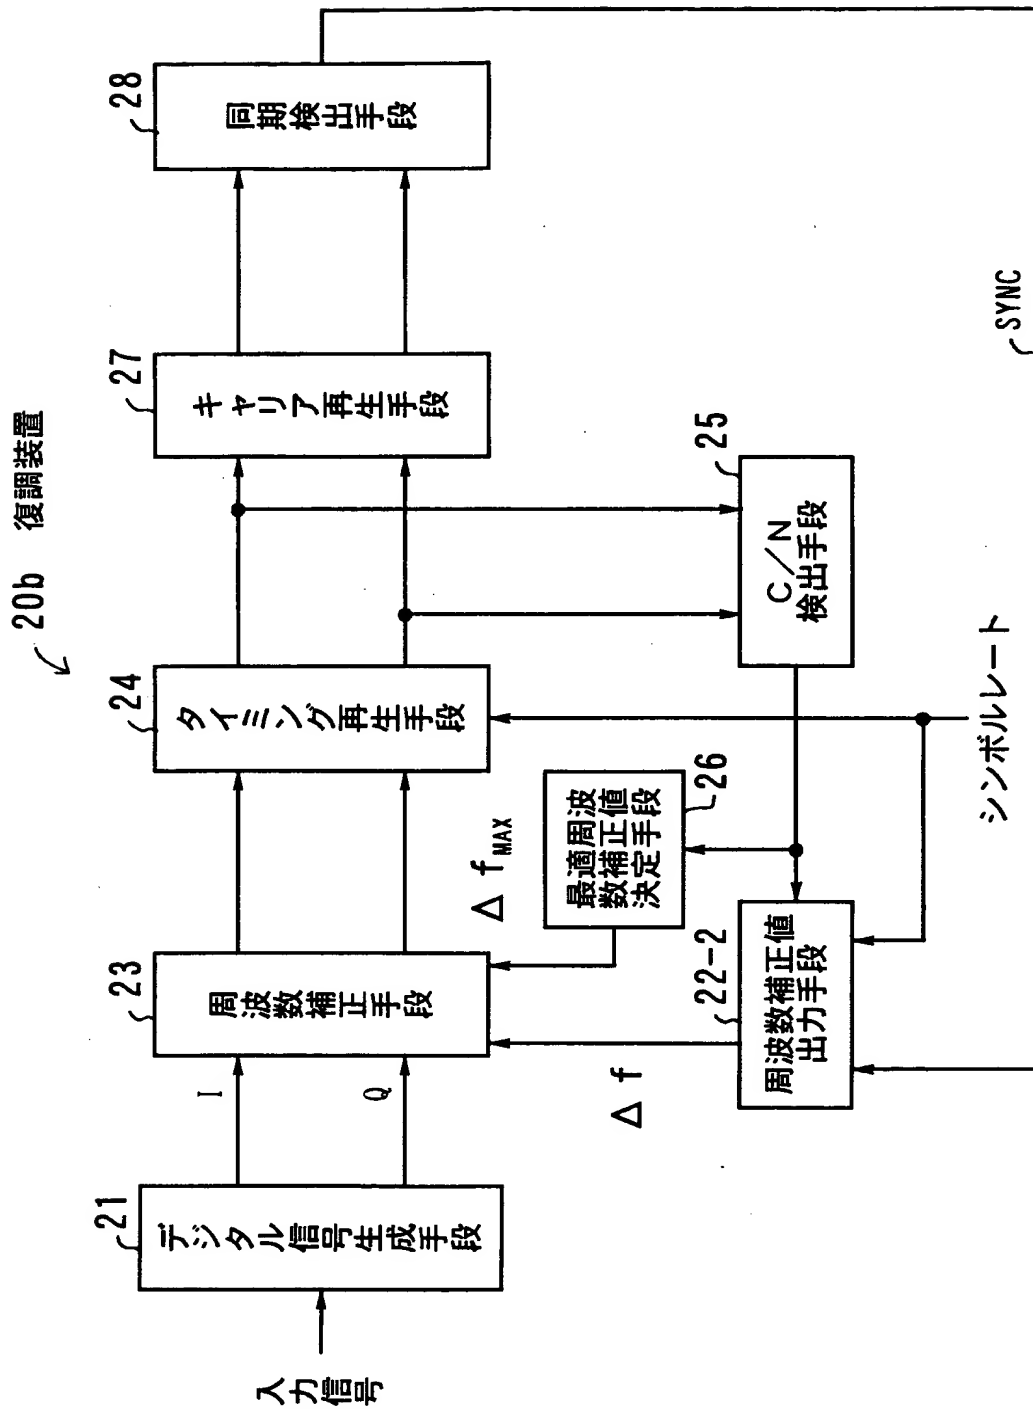 20b 復調装置
入力信号
21
デジタル信号生成手段
I
Q
23
周波数補正手段
24
タイミング再生手段
27
キャリア再生手段
28
同期検出手段
Δf
Δf_MAX
22-2
周波数補正値
出力手段
26
最適周波
数補正値
決定手段
25
C/N
検出手段
シンボルレート
SYNC